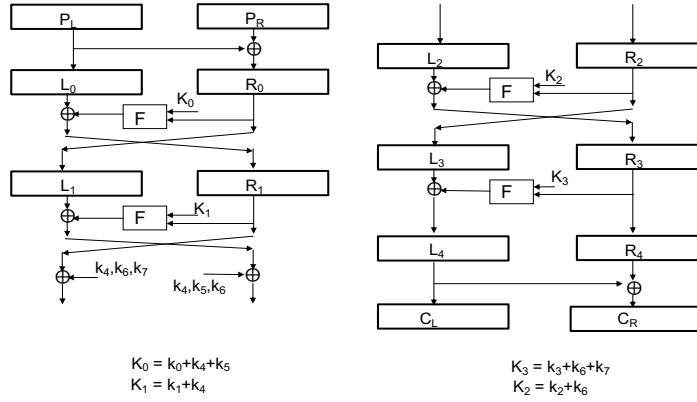 P_L
P_R
L_0
R_0
K_0
F
L_1
R_1
K_1
F
k_4,k_6,k_7
k_4,k_5,k_6
K_0 = k_0+k_4+k_5
K_1 = k_1+k_4
L_2
R_2
K_2
F
L_3
R_3
K_3
F
L_4
R_4
C_L
C_R
K_3 = k_3+k_6+k_7
K_2 = k_2+k_6